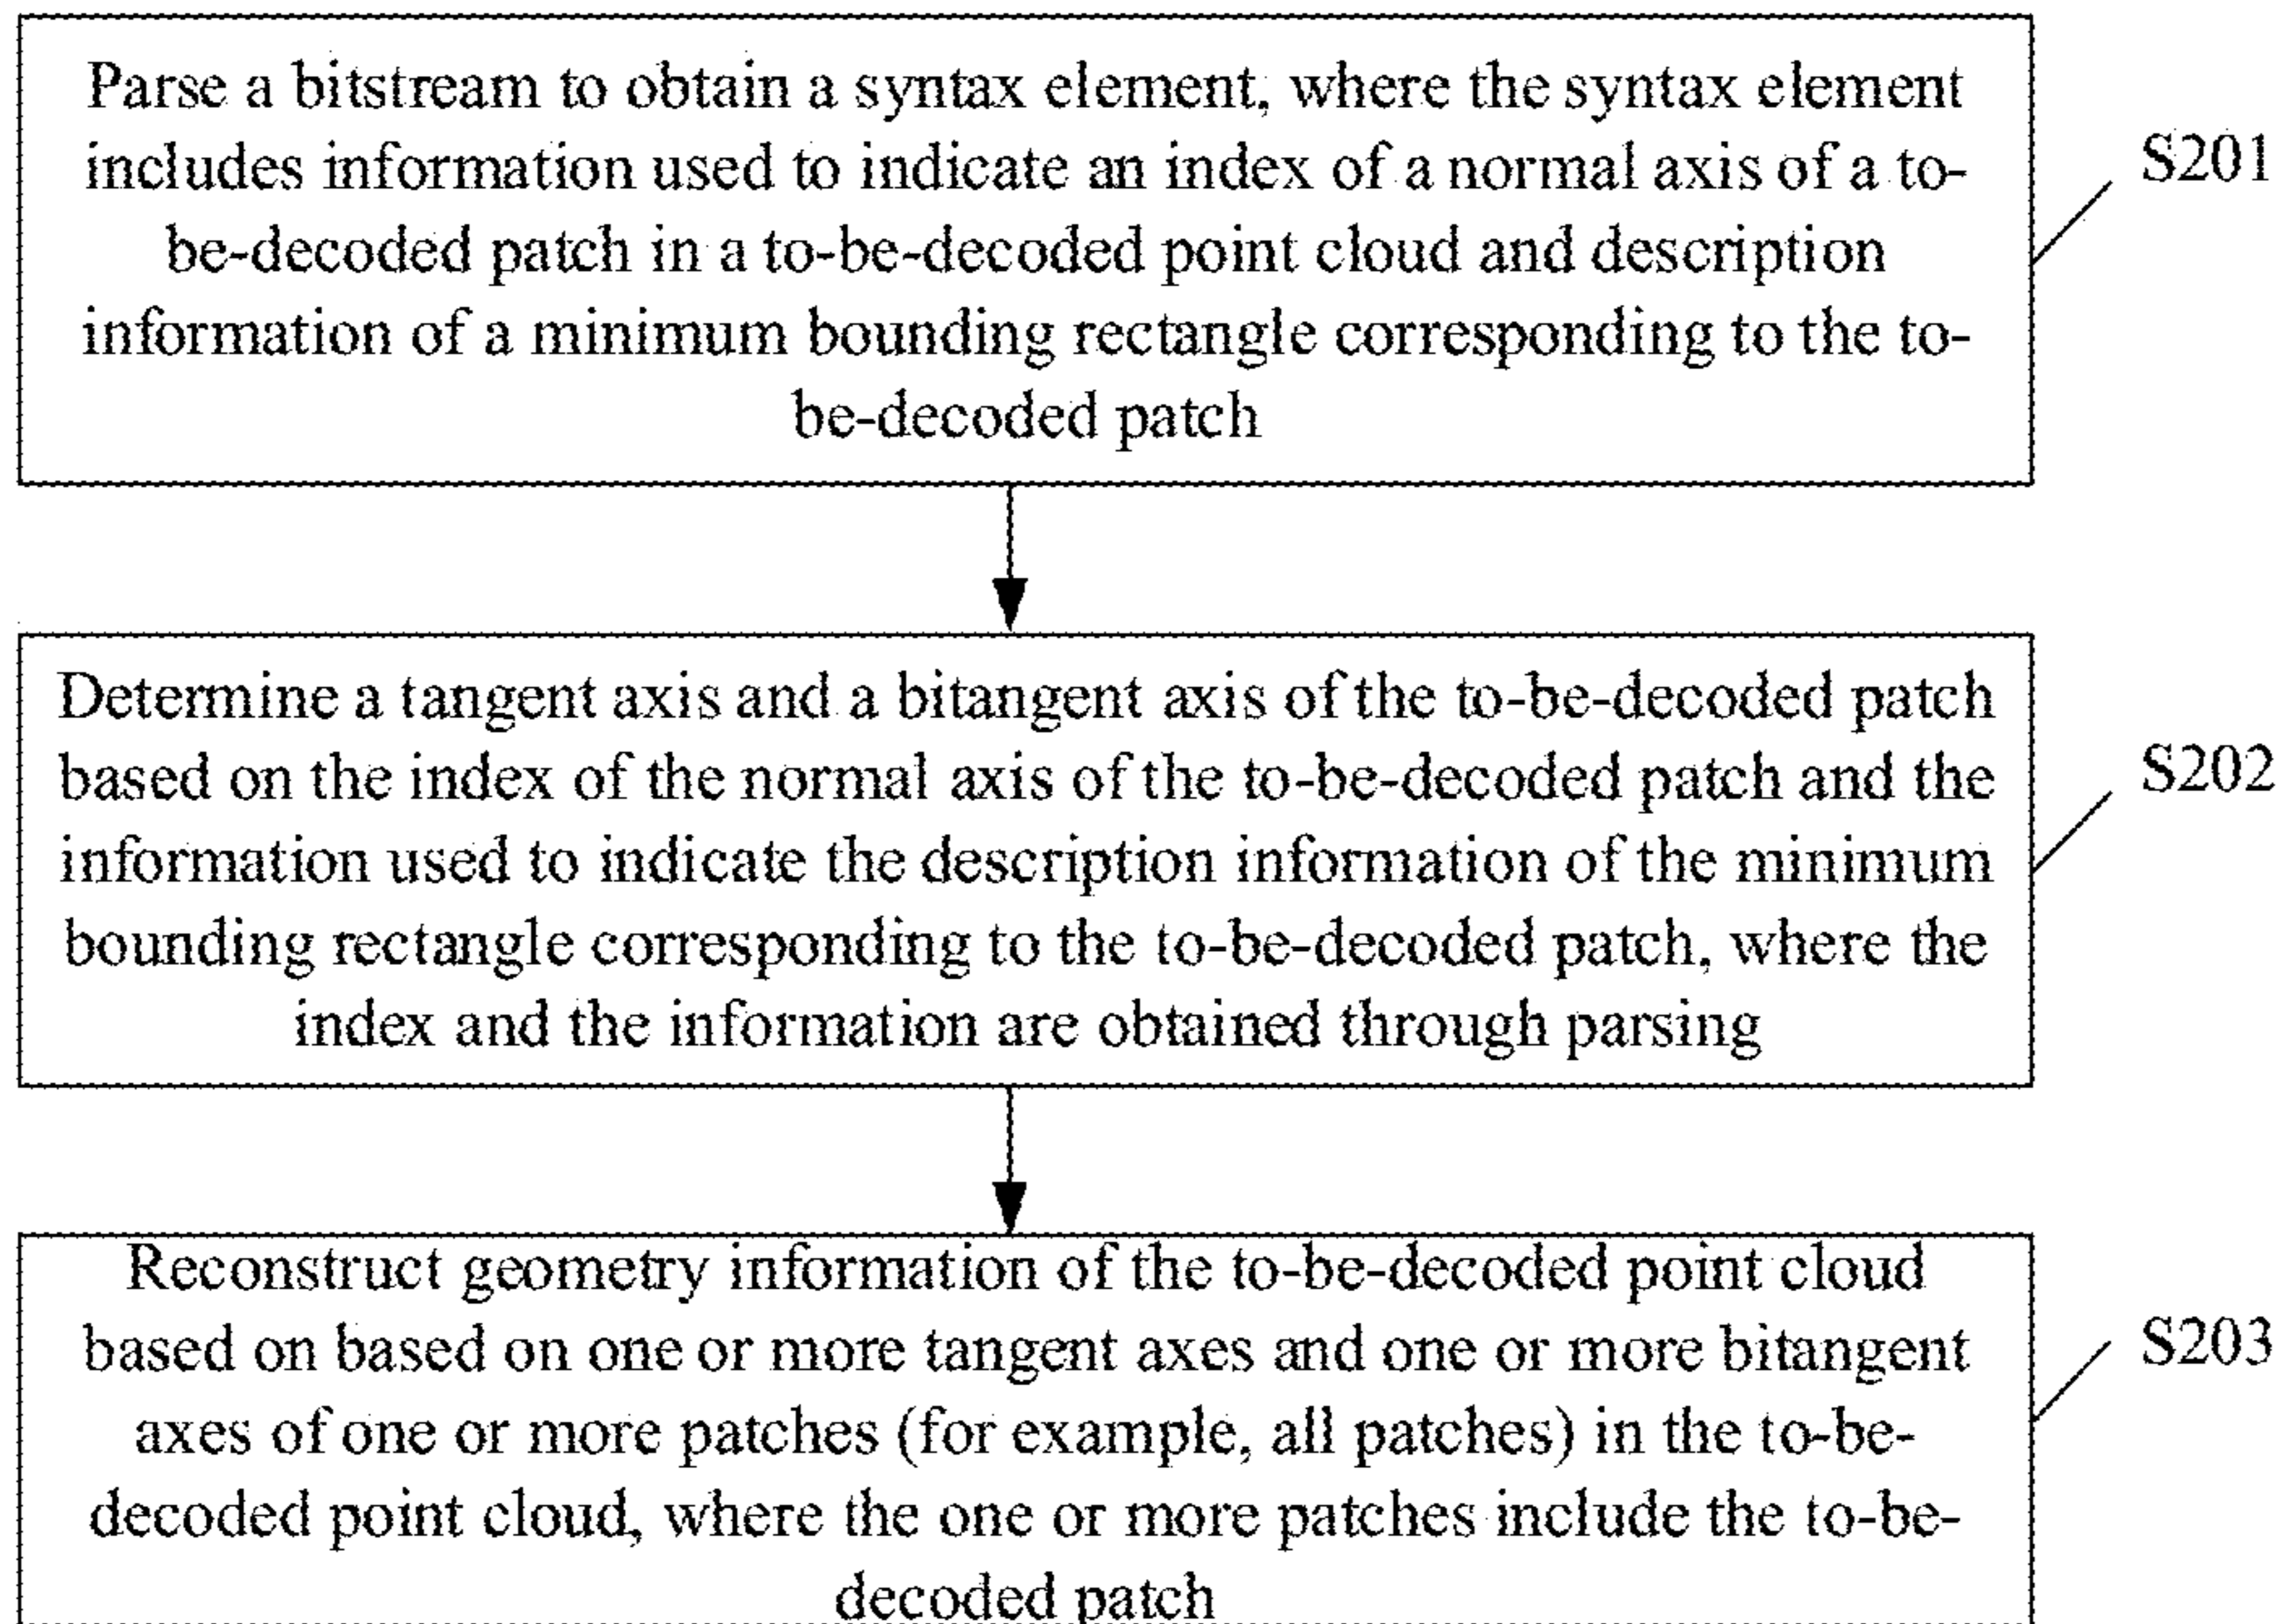 Parse a bitstream to obtain a syntax element, where the syntax element
includes information used to indicate an index of a normal axis of a to-
be-decoded patch in a to-be-decoded point cloud and description
information of a minimum bounding rectangle corresponding to the to-
be-decoded patch
S201
Determine a tangent axis and a bitangent axis of the to-be-decoded patch
based on the index of the normal axis of the to-be-decoded patch and the
information used to indicate the description information of the minimum
bounding rectangle corresponding to the to-be-decoded patch, where the
index and the information are obtained through parsing
S202
Reconstruct geometry information of the to-be-decoded point cloud
based on based on one or more tangent axes and one or more bitangent
axes of one or more patches (for example, all patches) in the to-be-
decoded point cloud, where the one or more patches include the to-be-
decoded patch
S203